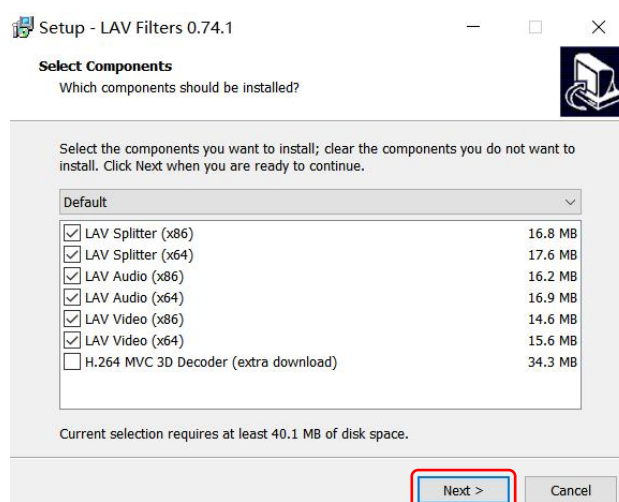 Setup - LAV Filters 0.74.1
Select Components
Which components should be installed?
Select the components you want to install; clear the components you do not want to
install. Click Next when you are ready to continue.
Default
LAV Splitter (x86) 16.8 MB
LAV Splitter (x64) 17.6 MB
LAV Audio (x86) 16.2 MB
LAV Audio (x64) 16.9 MB
LAV Video (x86) 14.6 MB
LAV Video (x64) 15.6 MB
H.264 MVC 3D Decoder (extra download) 34.3 MB
Current selection requires at least 40.1 MB of disk space.
Next > Cancel